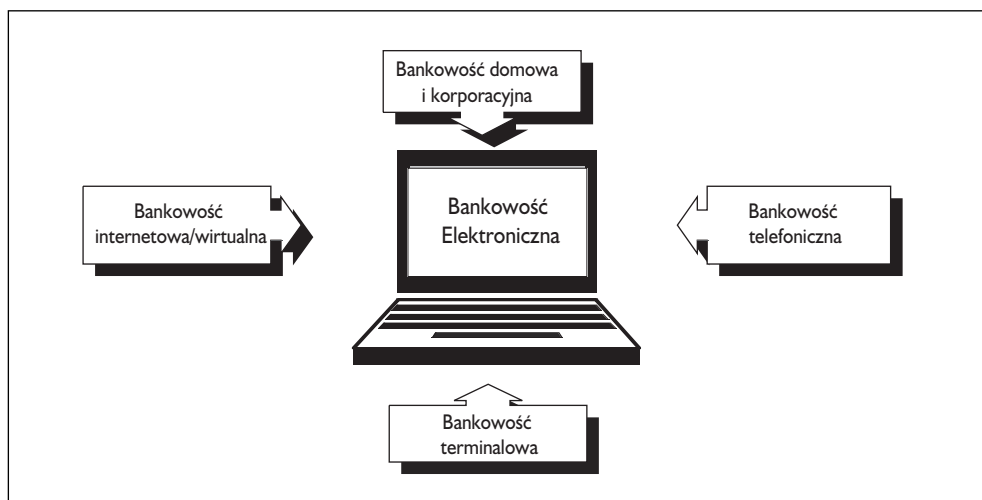 Bankowość domowa
i korporacyjna
Bankowość
internetowa/wirtualna
Bankowość
Elektroniczna
Bankowość
telefoniczna
Bankowość
terminalowa